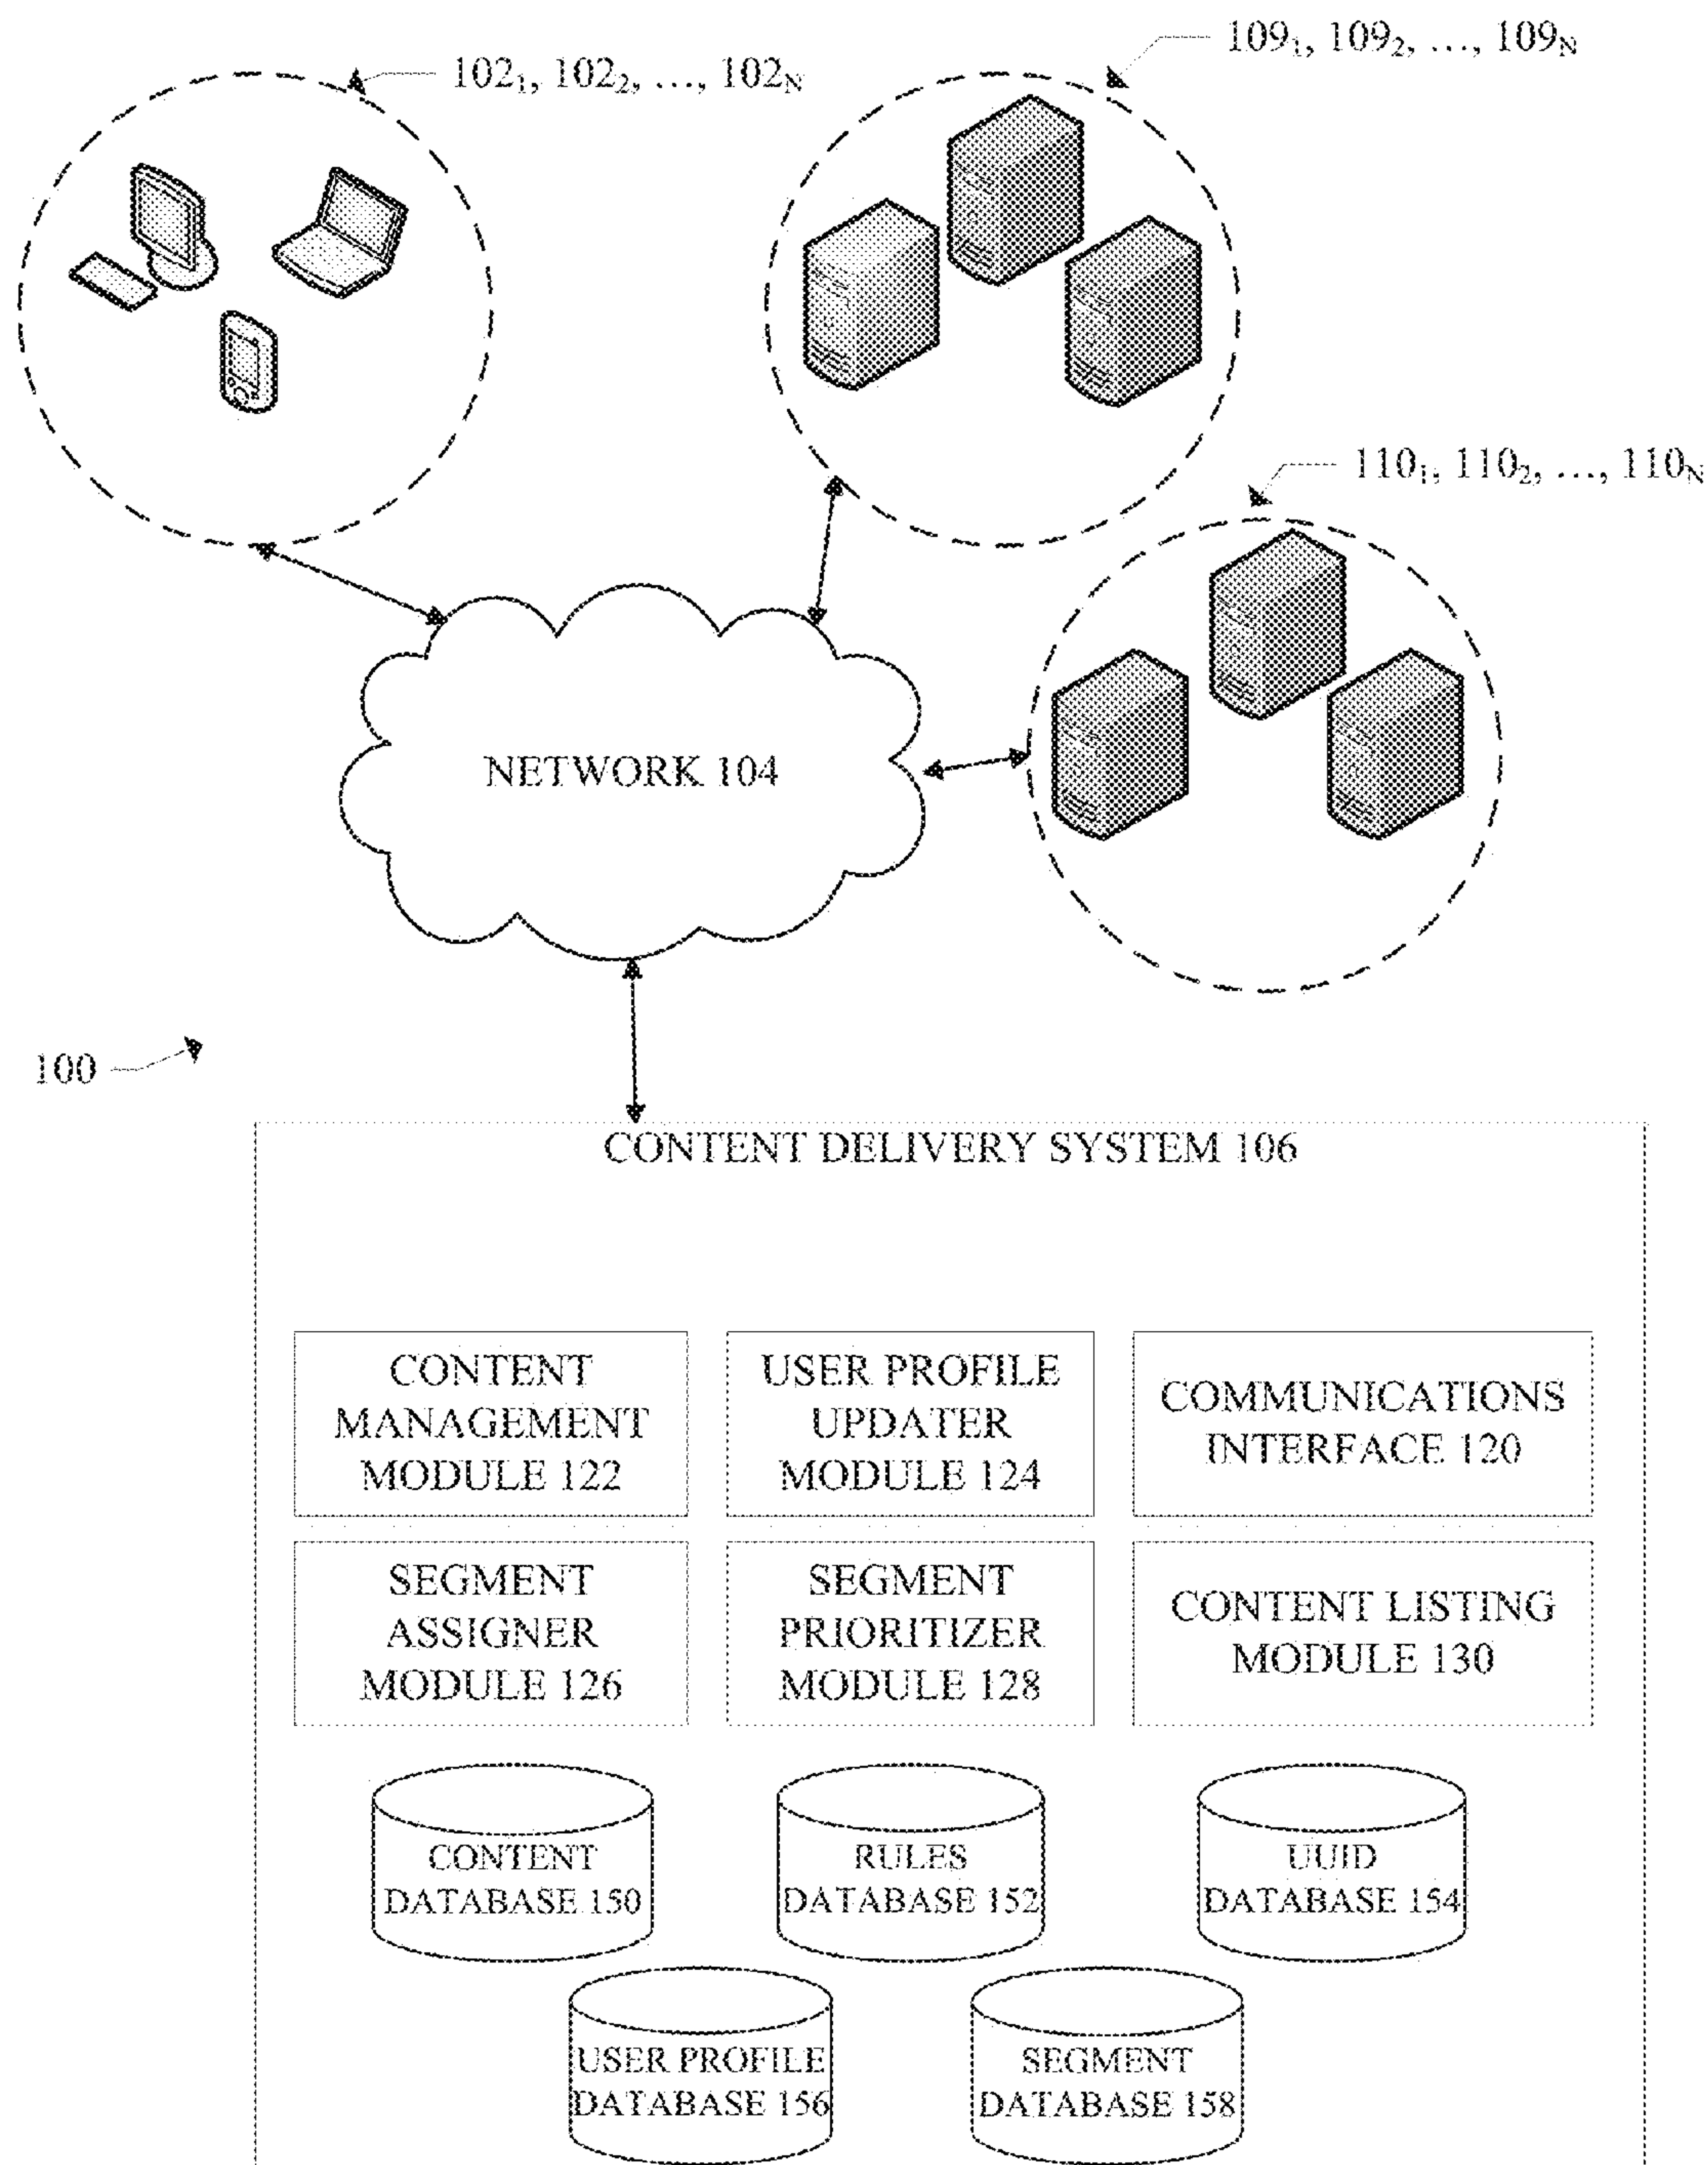 109₁, 109₂, ..., 109ₙ
102₁, 102₂, ..., 102ₙ
110₁, 110₂, ..., 110ₙ
NETWORK 104
100
CONTENT DELIVERY SYSTEM 106
CONTENT
MANAGEMENT
MODULE 122
USER PROFILE
UPDATER
MODULE 124
COMMUNICATIONS
INTERFACE 120
SEGMENT
ASSIGNER
MODULE 126
SEGMENT
PRIORITIZER
MODULE 128
CONTENT LISTING
MODULE 130
CONTENT
DATABASE 150
RULES
DATABASE 152
UUID
DATABASE 154
USER PROFILE
DATABASE 156
SEGMENT
DATABASE 158